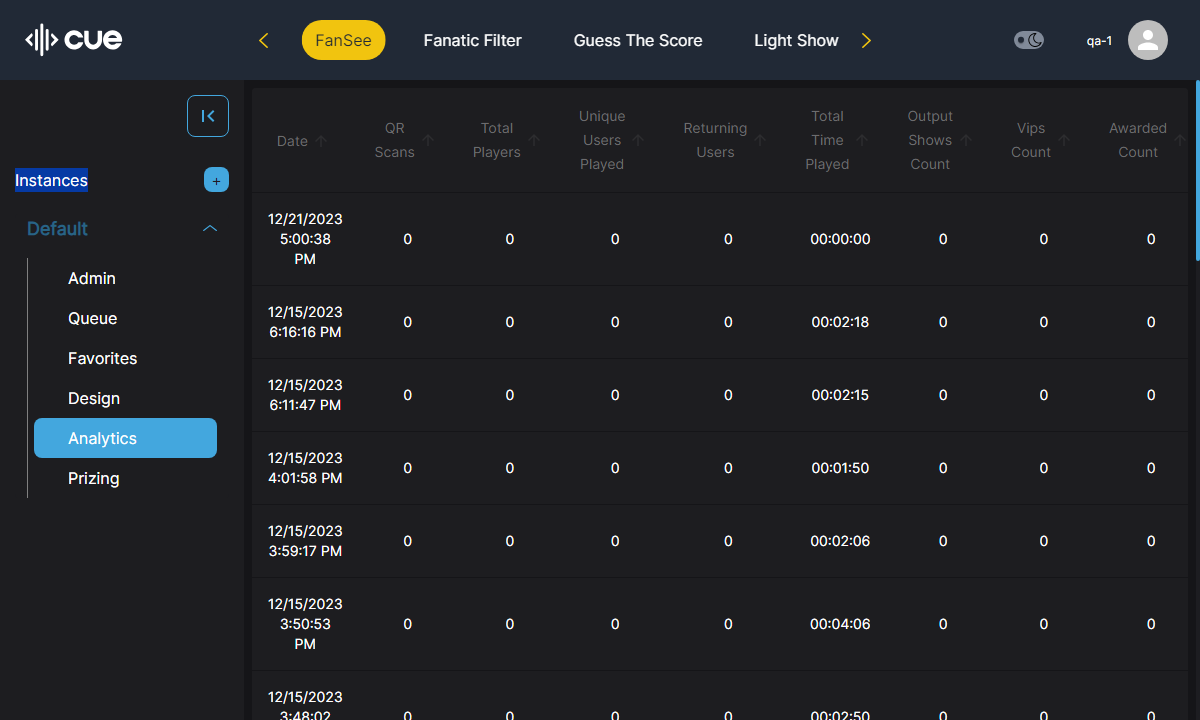 cue
FanSee
Fanatic Filter
Guess The Score
Light Show
qa-1
Instances
+
Default
Admin
Queue
Favorites
Design
Analytics
Prizing
Date
QR
Scans
Total
Players
Unique
Users
Played
Returning
Users
Total
Time
Played
Output
Shows
Count
Vips
Count
Awarded
Count
12/21/2023
5:00:38
PM
0 0 0 0 00:00:00 0 0 0
12/15/2023
6:16:16 PM
0 0 0 0 00:02:18 0 0 0
12/15/2023
6:11:47 PM
0 0 0 0 00:02:15 0 0 0
12/15/2023
4:01:58 PM
0 0 0 0 00:01:50 0 0 0
12/15/2023
3:59:17 PM
0 0 0 0 00:02:06 0 0 0
12/15/2023
3:50:53
PM
0 0 0 0 00:04:06 0 0 0
12/15/2023
3:48:02
0 0 0 0 00:02:50 0 0 0